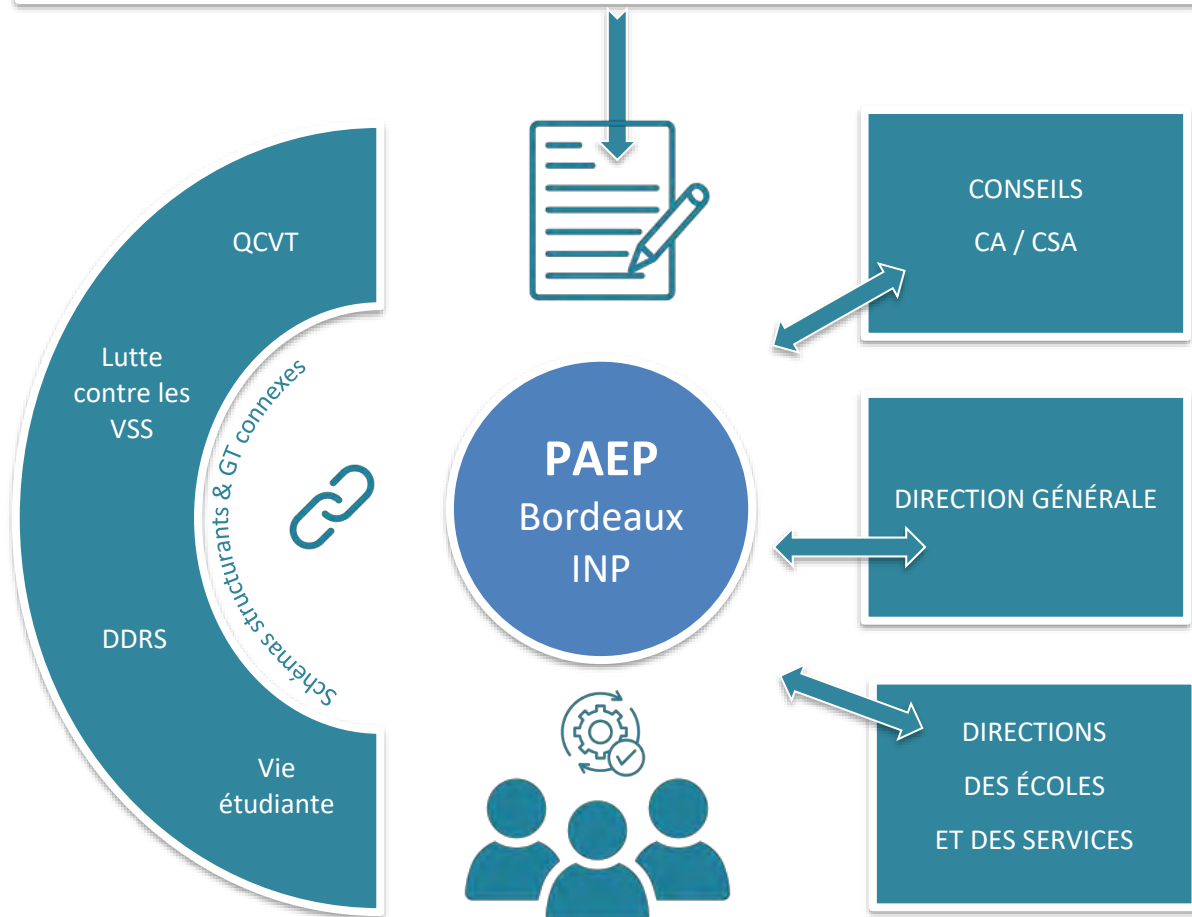 QCVT
Lutte
contre les
VSS
DDRS
Vie
étudiante
Schémas structurants & GT connexes
PAEP
Bordeaux
INP
CONSEILS
CA / CSA
DIRECTION GÉNÉRALE
DIRECTIONS
DES ÉCOLES
ET DES SERVICES